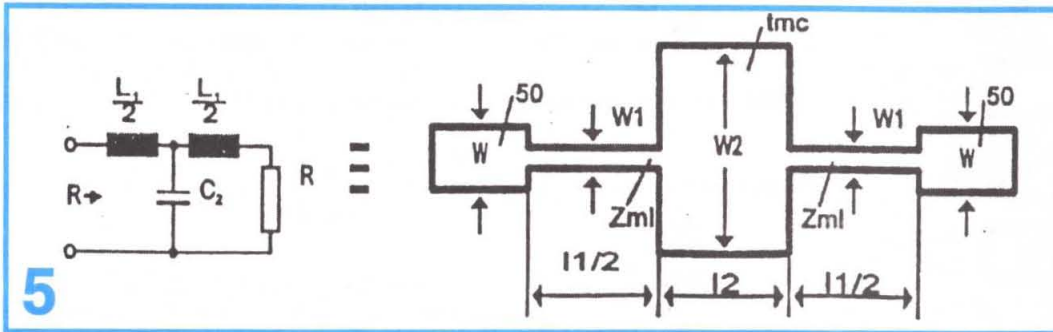 L₁/2 L₁/2
R→ C₂ R
5
50 W W1 Zml
tmc
W2
W1 Zml 50 W
l1/2 l2 l1/2